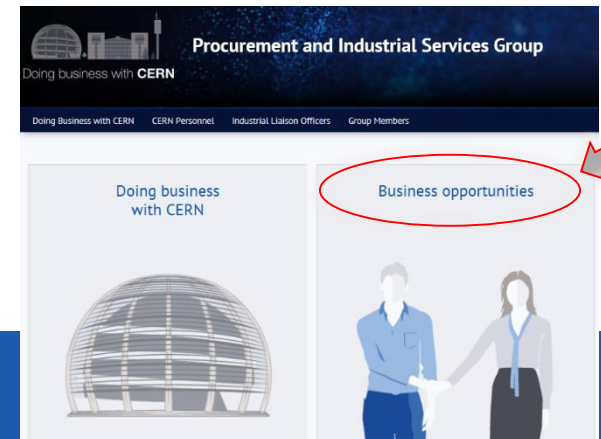 Procurement and Industrial Services Group
Doing business with CERN
Doing Business with CERN CERN Personnel Industrial Liaison Officers Group Members
Doing business
with CERN
Business opportunities